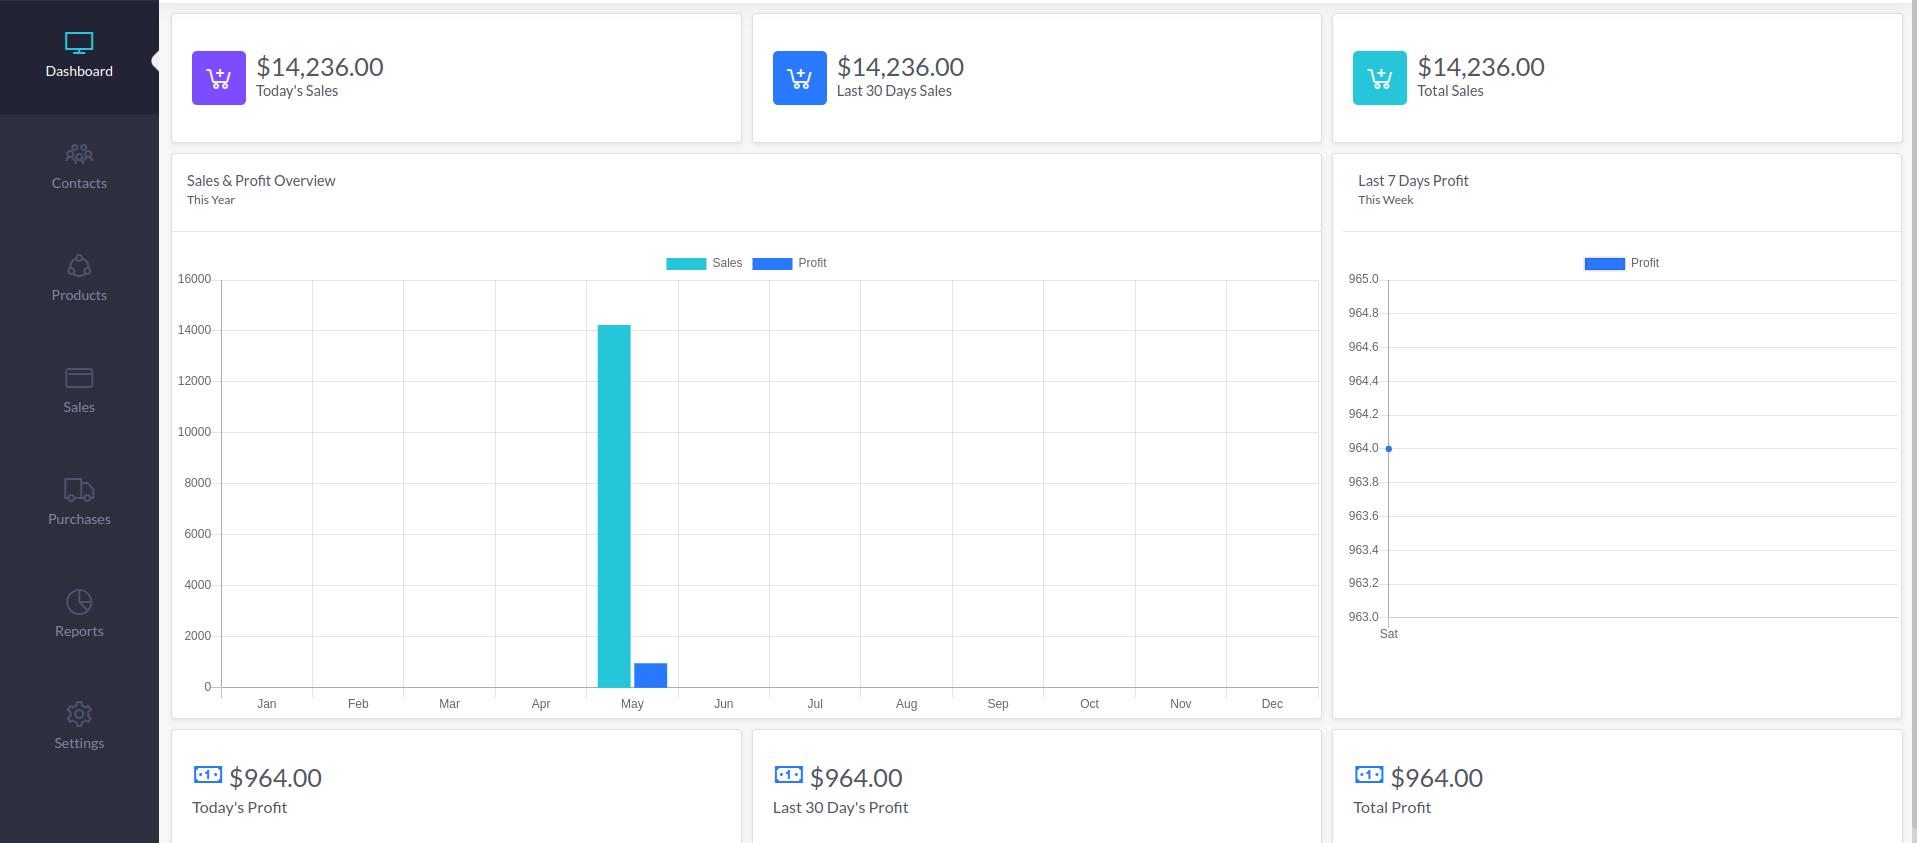 Dashboard
Contacts
Products
Sales
Purchases
Reports
Settings
$14,236.00
Today's Sales
$14,236.00
Last 30 Days Sales
$14,236.00
Total Sales
Sales & Profit Overview
This Year
Sales Profit
16000
14000
12000
10000
8000
6000
4000
2000
0
Jan Feb Mar Apr May Jun Jul Aug Sep Oct Nov Dec
Last 7 Days Profit
This Week
Profit
965.0
964.8
964.6
964.4
964.2
964.0
963.8
963.6
963.4
963.2
963.0
Sat
$964.00
Today's Profit
$964.00
Last 30 Day's Profit
$964.00
Total Profit